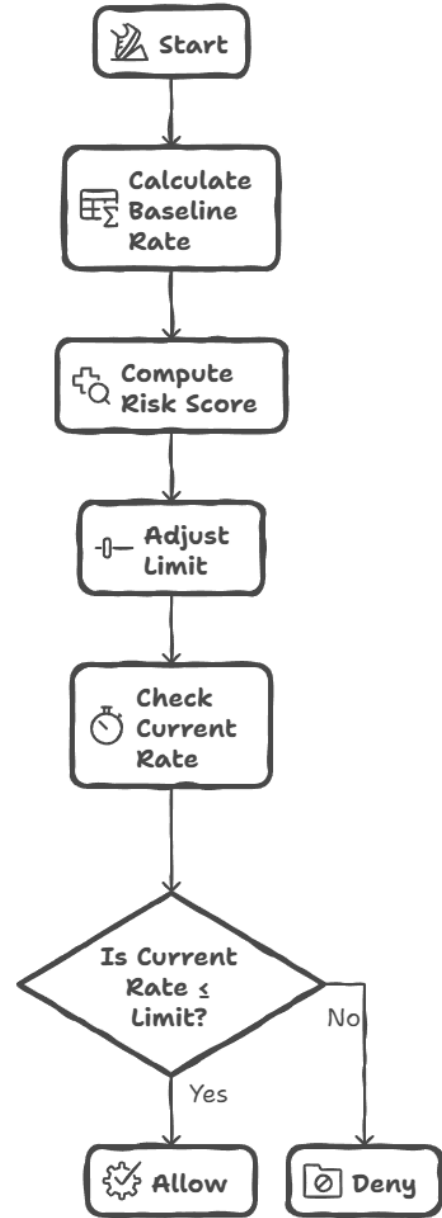 Start
Calculate
Baseline
Rate
Compute
Risk Score
Adjust
Limit
Check
Current
Rate
Is Current
Rate ≤
Limit?
No
Yes
Allow
Deny